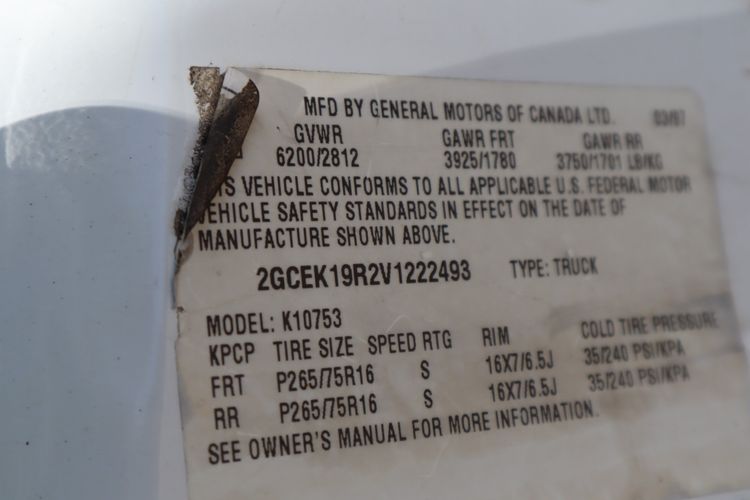 MFD BY GENERAL MOTORS OF CANADA LTD. 03/97
GVWR GAWR FRT GAWR RR
6200/2812 3925/1780 3750/1701 LB/KG
VEHICLE CONFORMS TO ALL APPLICABLE U.S. FEDERAL MOTOR
VEHICLE SAFETY STANDARDS IN EFFECT ON THE DATE OF
MANUFACTURE SHOWN ABOVE.
2GCEK19R2V1222493 TYPE: TRUCK
MODEL: K10753
KPCP TIRE SIZE SPEED RTG RIM COLD TIRE PRESSURE
FRT P265/75R16 S 16X7/6.5J 35/240 PSI/KPA
RR P265/75R16 S 16X7/6.5J 35/240 PSI/KPA
SEE OWNER'S MANUAL FOR MORE INFORMATION.